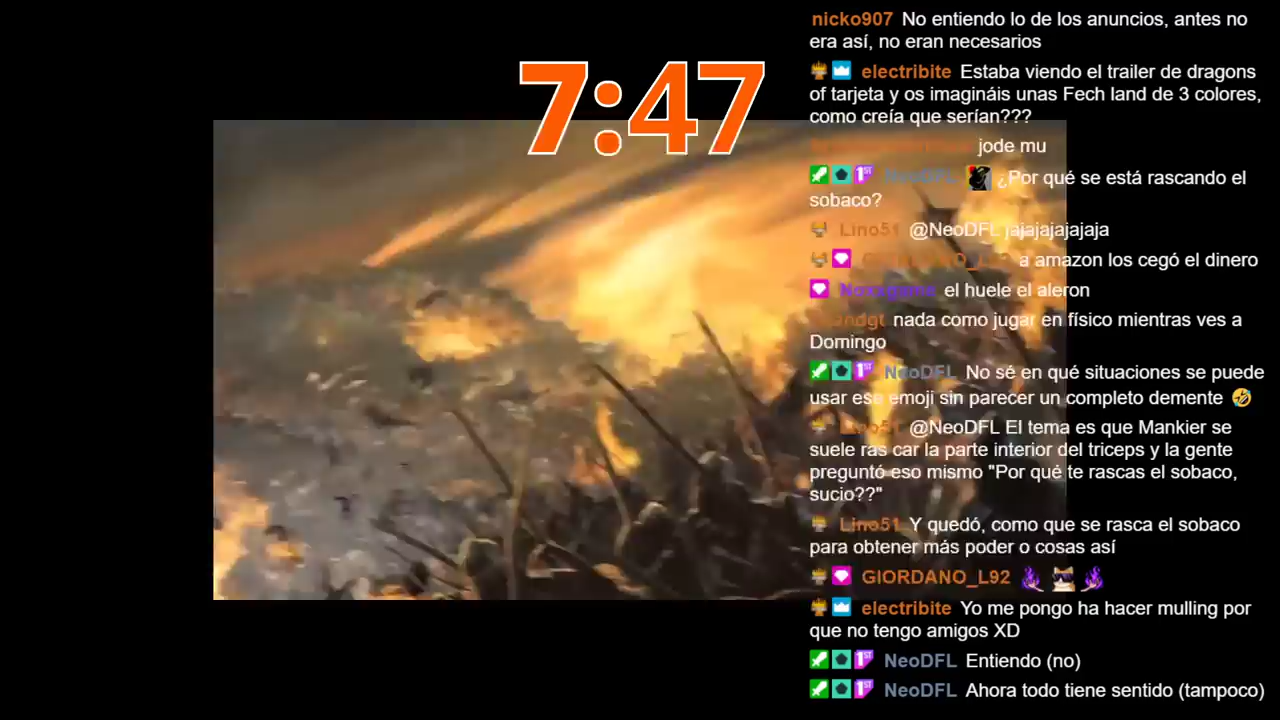 nicko907 No entiendo lo de los anuncios, antes no
era así, no eran necesarios
7:47
electribite Estaba viendo el trailer de dragons
of tarjeta y os imagináis unas Fech land de 3 colores,
como creía que serían???
jode mu
1ST NeoDFL ¿Por qué se está rascando el
sobaco?
Lino51 @NeoDFL jajajajajajaja
a amazon los cegó el dinero
el huele el aleron
nada como jugar en físico mientras ves a
Domingo
1ST NeoDFL No sé en qué situaciones se puede
usar ese emoji sin parecer un completo demente 🤣
Lino51 @NeoDFL El tema es que Mankier se
suele ras car la parte interior del triceps y la gente
preguntó eso mismo "Por qué te rascas el sobaco,
sucio??"
Lino51 Y quedó, como que se rasca el sobaco
para obtener más poder o cosas así
GIORDANO_L92
electribite Yo me pongo ha hacer mulling por
que no tengo amigos XD
1ST NeoDFL Entiendo (no)
1ST NeoDFL Ahora todo tiene sentido (tampoco)